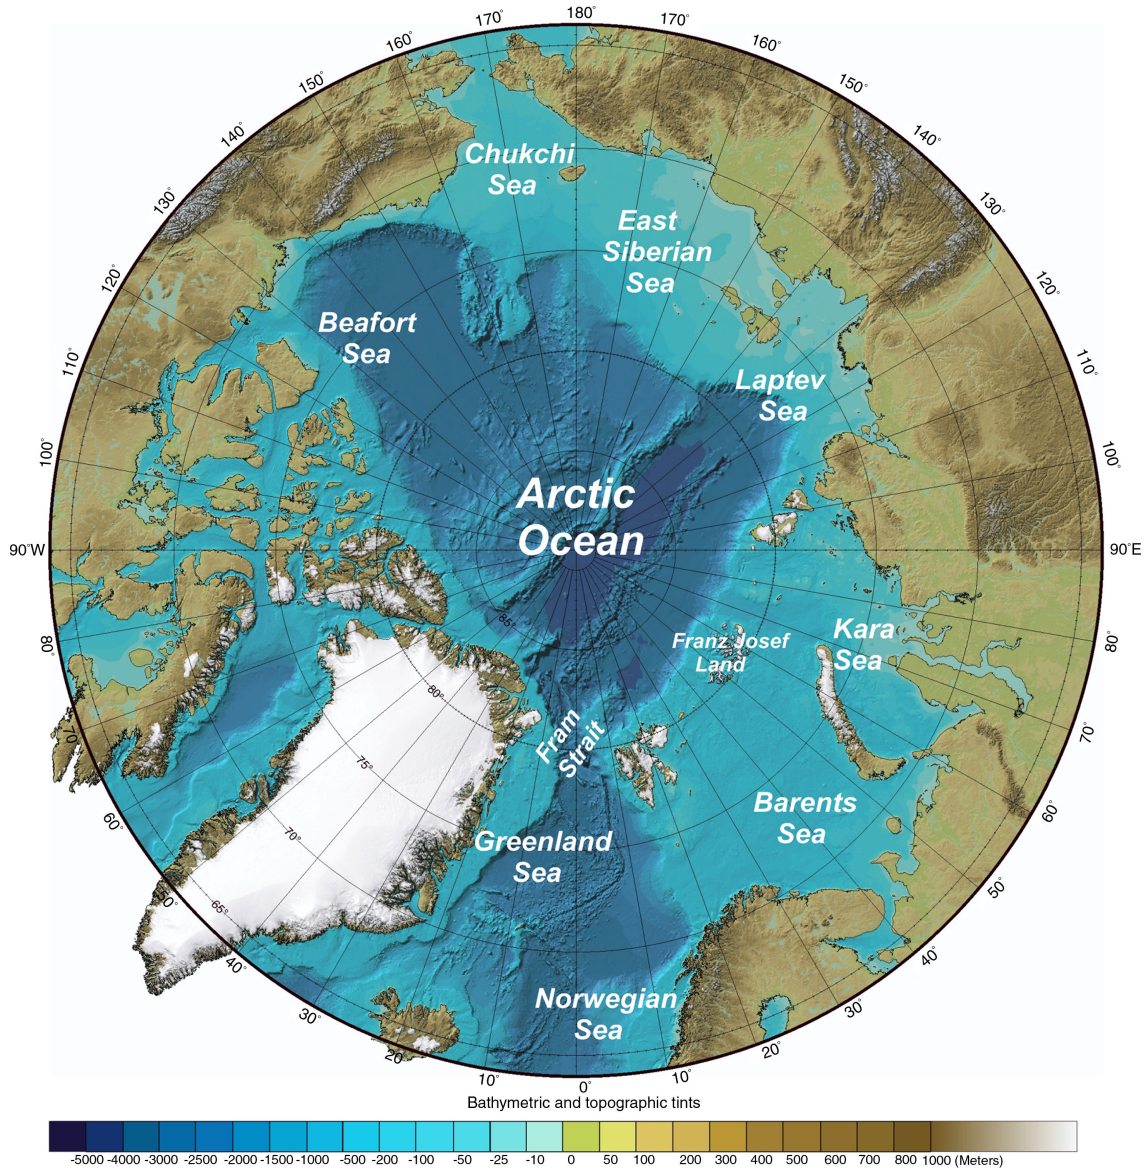 180°
170°
170°
160°
160°
150°
150°
140°
140°
130°
130°
120°
120°
110°
110°
100°
100°
90°W
90°E
80°
80°
70°
70°
60°
60°
50°
50°
40°
40°
30°
30°
20°
20°
10°
10°
0°
Chukchi
Sea
East
Siberian
Sea
Beafort
Sea
Laptev
Sea
Arctic
Ocean
85°
80°
75°
70°
65°
Franz Josef
Land
Kara
Sea
Fram
Strait
Barents
Sea
Greenland
Sea
Norwegian
Sea
Bathymetric and topographic tints
-5000 -4000 -3000 -2500 -2000 -1500 -1000 -500 -200 -100 -50 -25 -10 0 50 100 200 300 400 500 600 700 800 1000 (Meters)